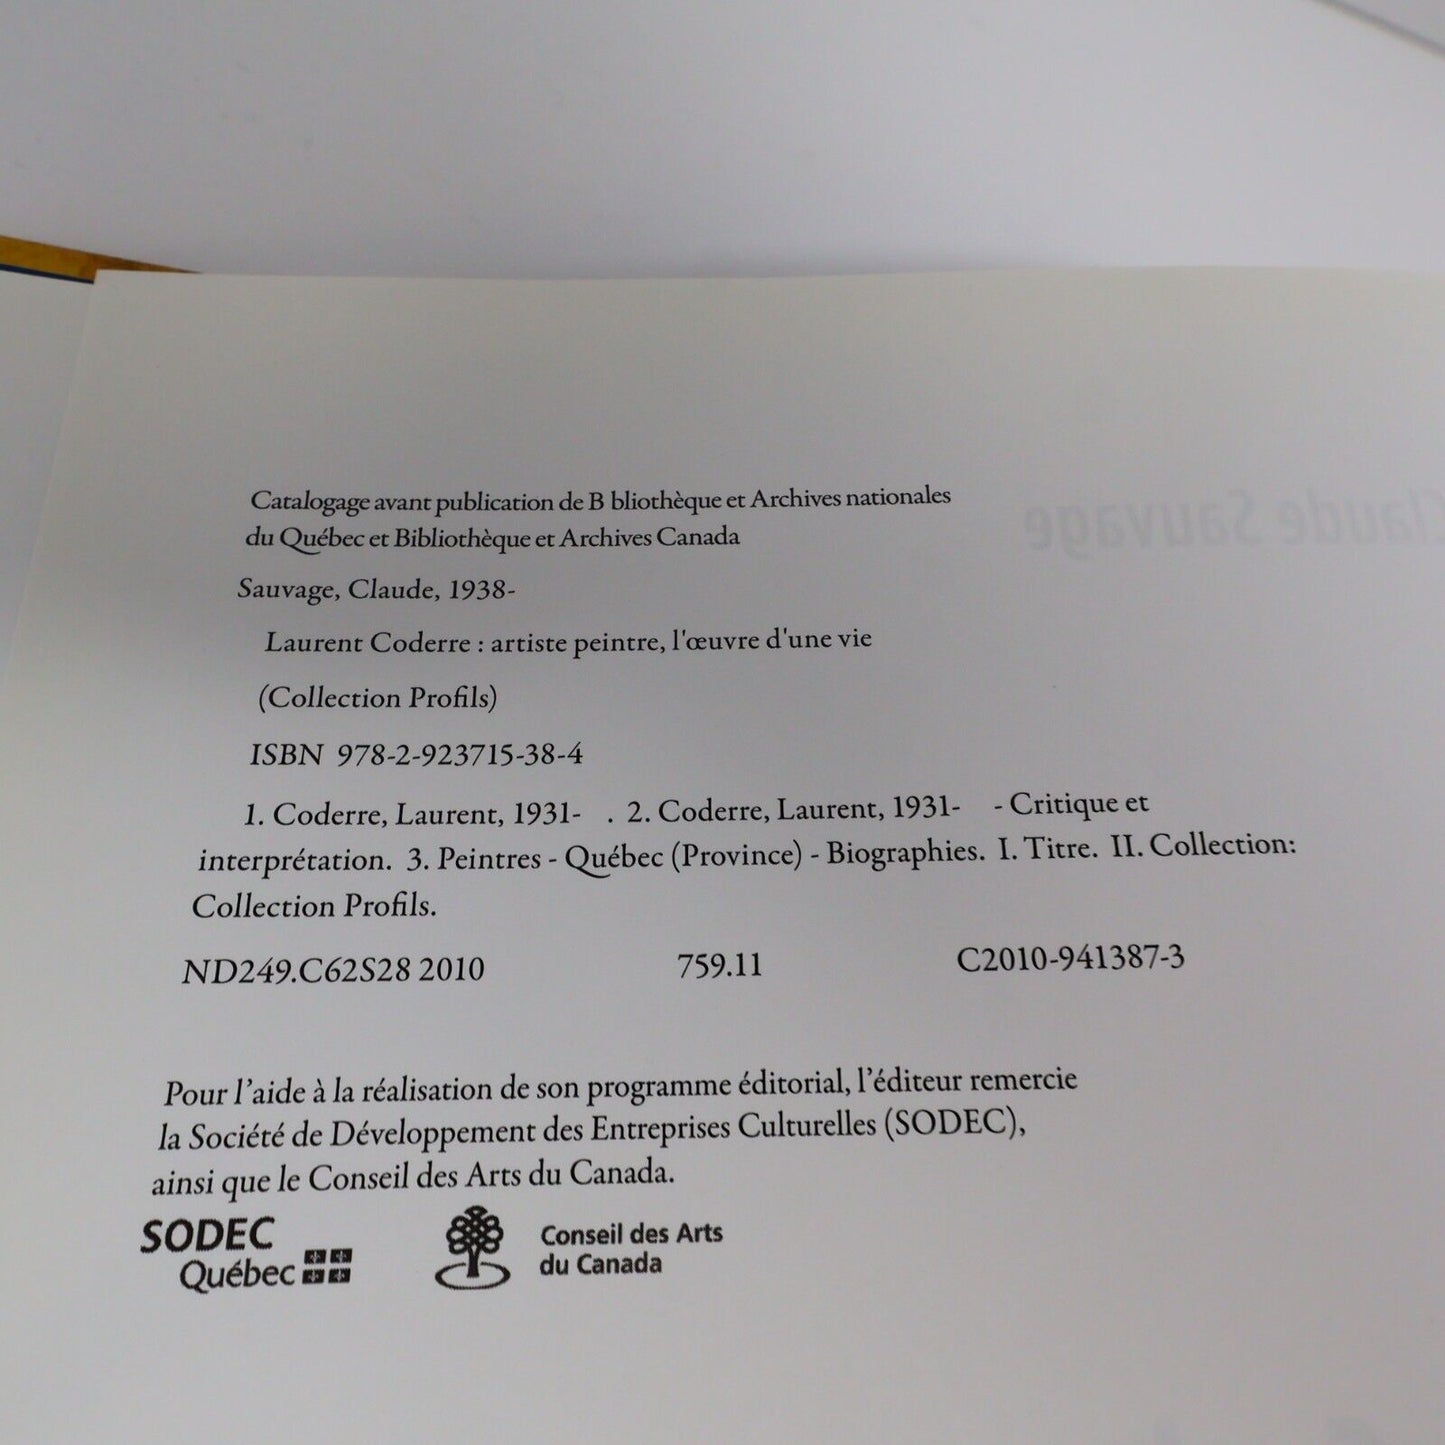 Catalogage avant publication de B bliothèque et Archives nationales
du Québec et Bibliothèque et Archives Canada
Sauvage, Claude, 1938-
Laurent Coderre : artiste peintre, l'œuvre d'une vie
(Collection Profils)
ISBN 978-2-923715-38-4
1. Coderre, Laurent, 1931- . 2. Coderre, Laurent, 1931- - Critique et
interprétation. 3. Peintres - Québec (Province) - Biographies. I. Titre. II. Collection:
Collection Profils.
ND249.C62S28 2010 759.11 C2010-941387-3
Pour l'aide à la réalisation de son programme éditorial, l'éditeur remercie
la Société de Développement des Entreprises Culturelles (SODEC),
ainsi que le Conseil des Arts du Canada.
SODEC
Québec
Conseil des Arts
du Canada